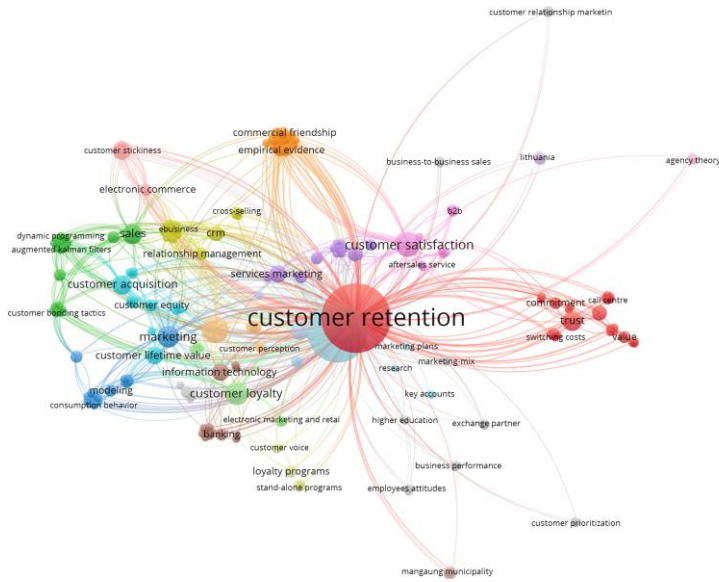 customer relationship marketin
commercial friendship
customer stickiness
empirical evidence
business-to-business sales
lithuania
agency theory
electronic commerce
cross-selling
b2b
dynamic programming
sales
ebusiness
crm
augmented kalman filters
customer satisfaction
relationship management
aftersales service
services marketing
customer acquisition
customer equity
commitment
call centre
customer bonding tactics
customer retention
trust
marketing
switching costs
value
customer perception
marketing plans
customer lifetime value
marketing-mix
information technology
research
modeling
customer loyalty
key accounts
consumption behavior
electronic marketing and retai
higher education
exchange partner
banking
customer voice
business performance
loyalty programs
stand-alone programs
employees attitudes
customer prioritization
mangaung municipality